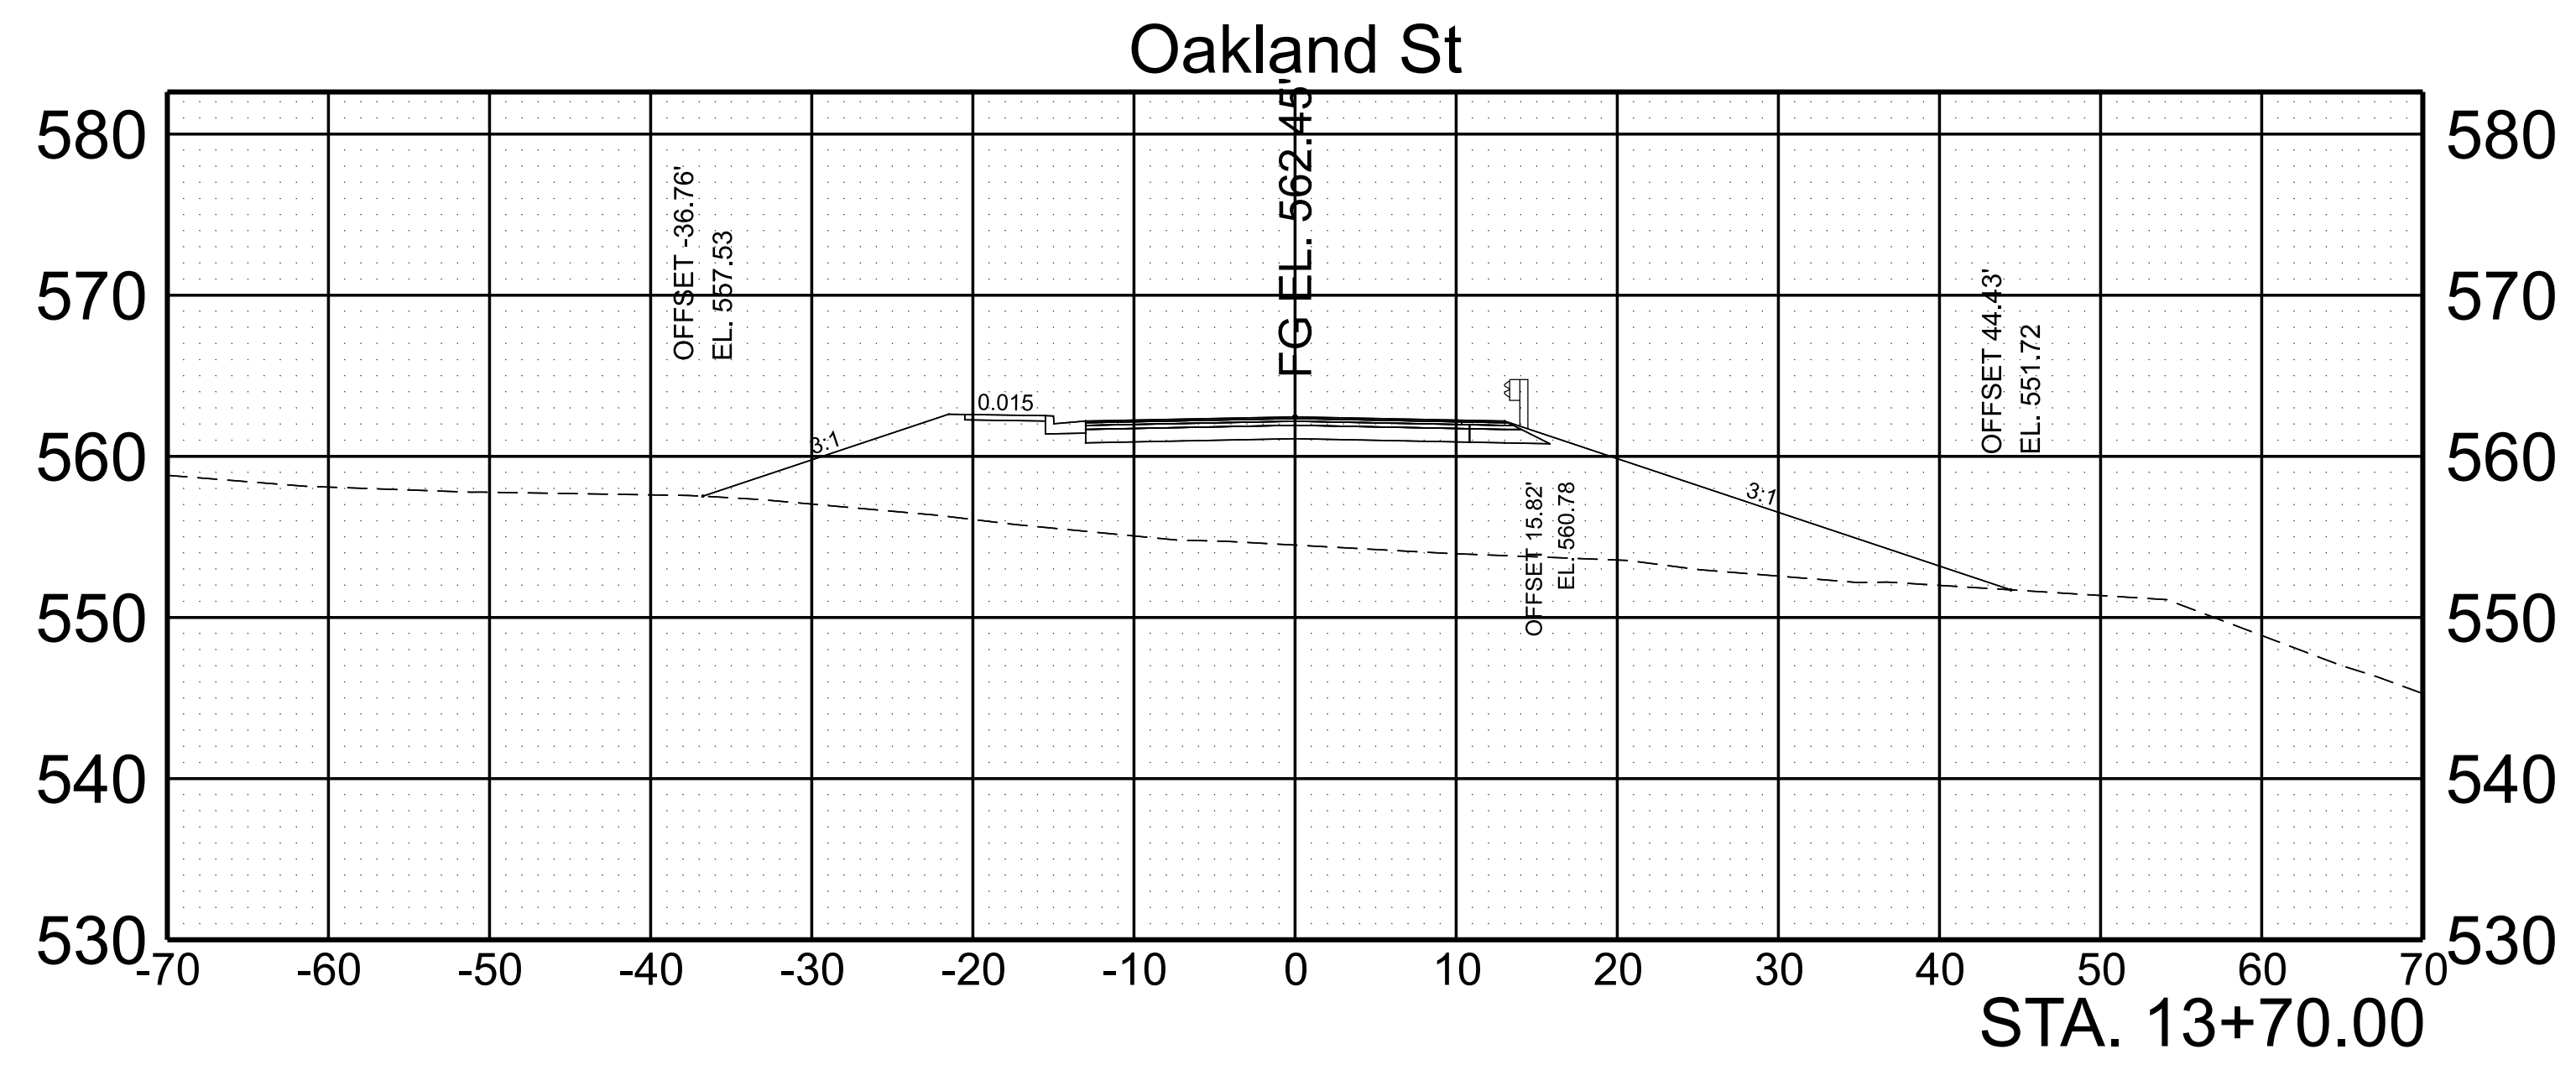 Oakland St
580
580
570
570
560
560
550
550
540
540
530
530
OFFSET -36.76'
EL. 557.53
FG EL. 562.45'
OFFSET 44.43'
EL. 551.72
0.015
3:1
OFFSET 15.82'
EL. 560.78
3:1
-70 -60 -50 -40 -30 -20 -10 0 10 20 30 40 50 60 70
STA. 13+70.00